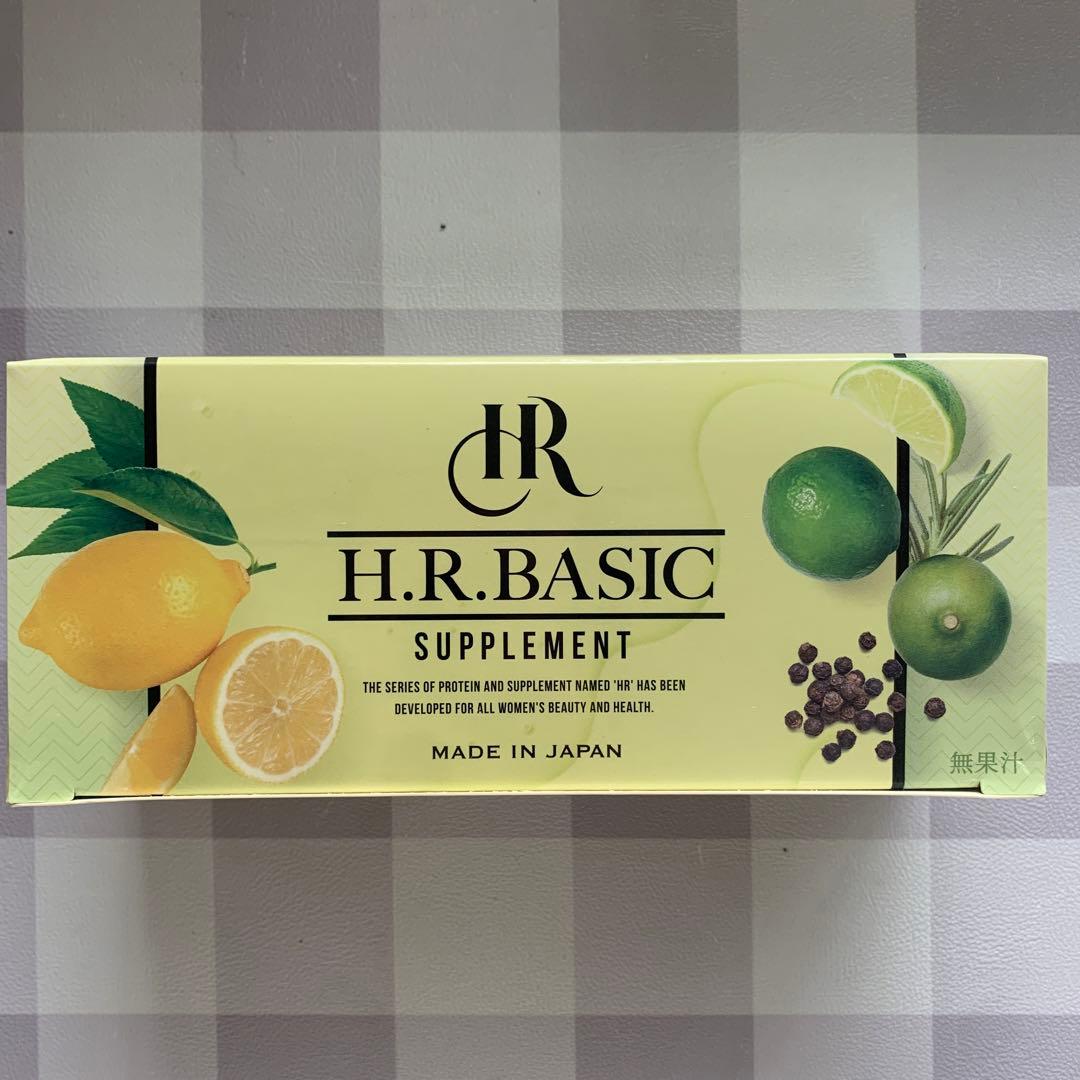 HR
H.R.BASIC
SUPPLEMENT
THE SERIES OF PROTEIN AND SUPPLEMENT NAMED 'HR' HAS BEEN
DEVELOPED FOR ALL WOMEN'S BEAUTY AND HEALTH.
MADE IN JAPAN
無果汁